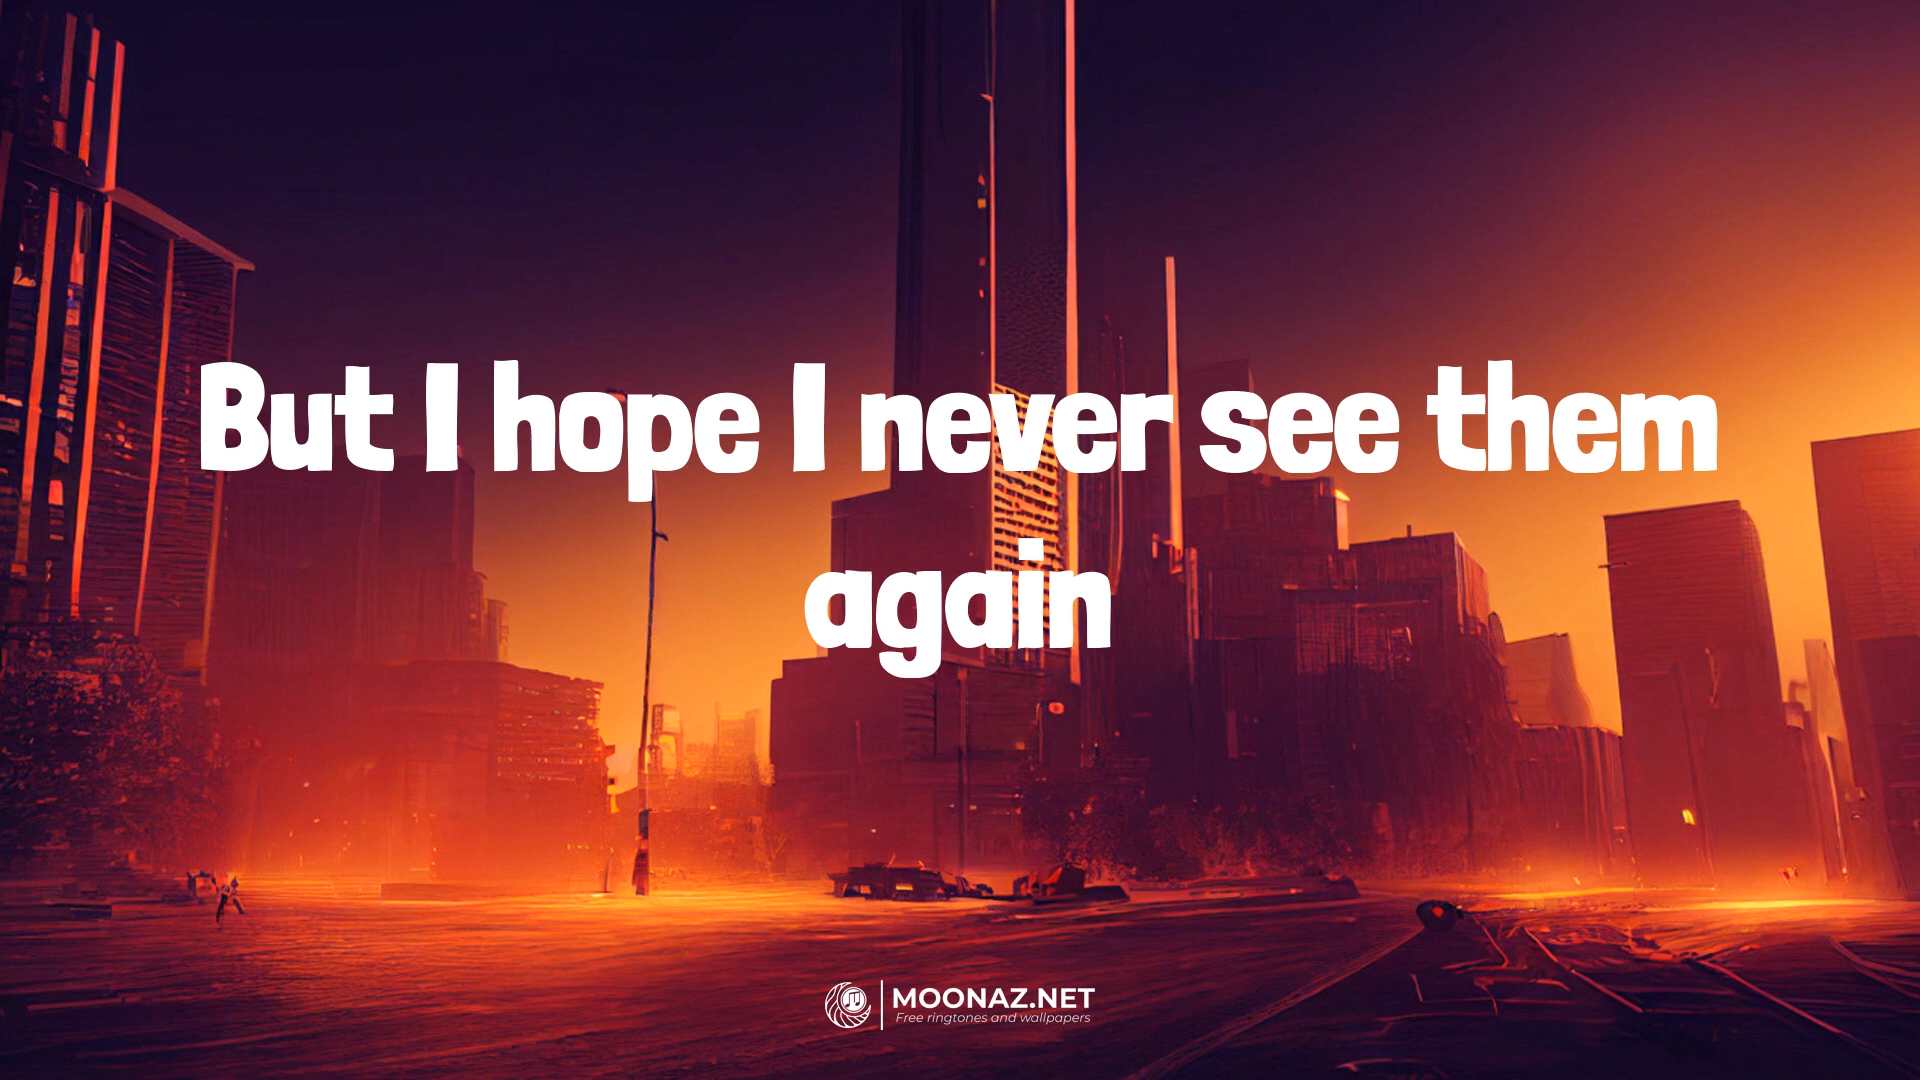 But I hope I never see them
again
MOONAZ.NET
Free ringtones and wallpapers